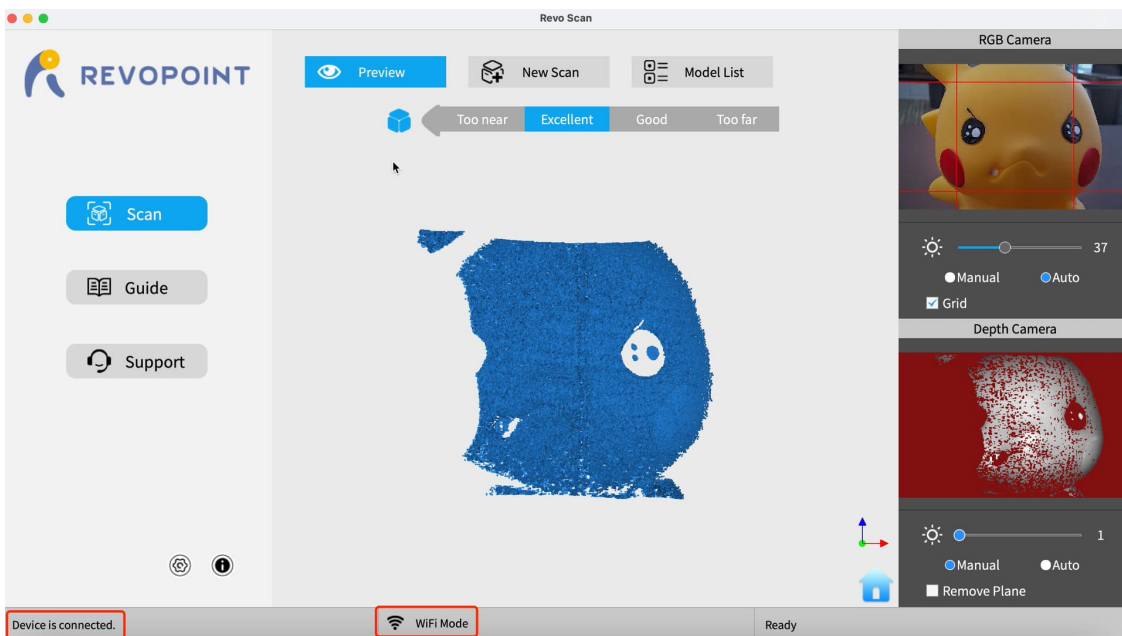 Revo Scan
REVOPOINT
Preview
New Scan
Model List
Too near
Excellent
Good
Too far
Scan
Guide
Support
RGB Camera
37
Manual
Auto
Grid
Depth Camera
1
Manual
Auto
Remove Plane
Device is connected.
WiFi Mode
Ready